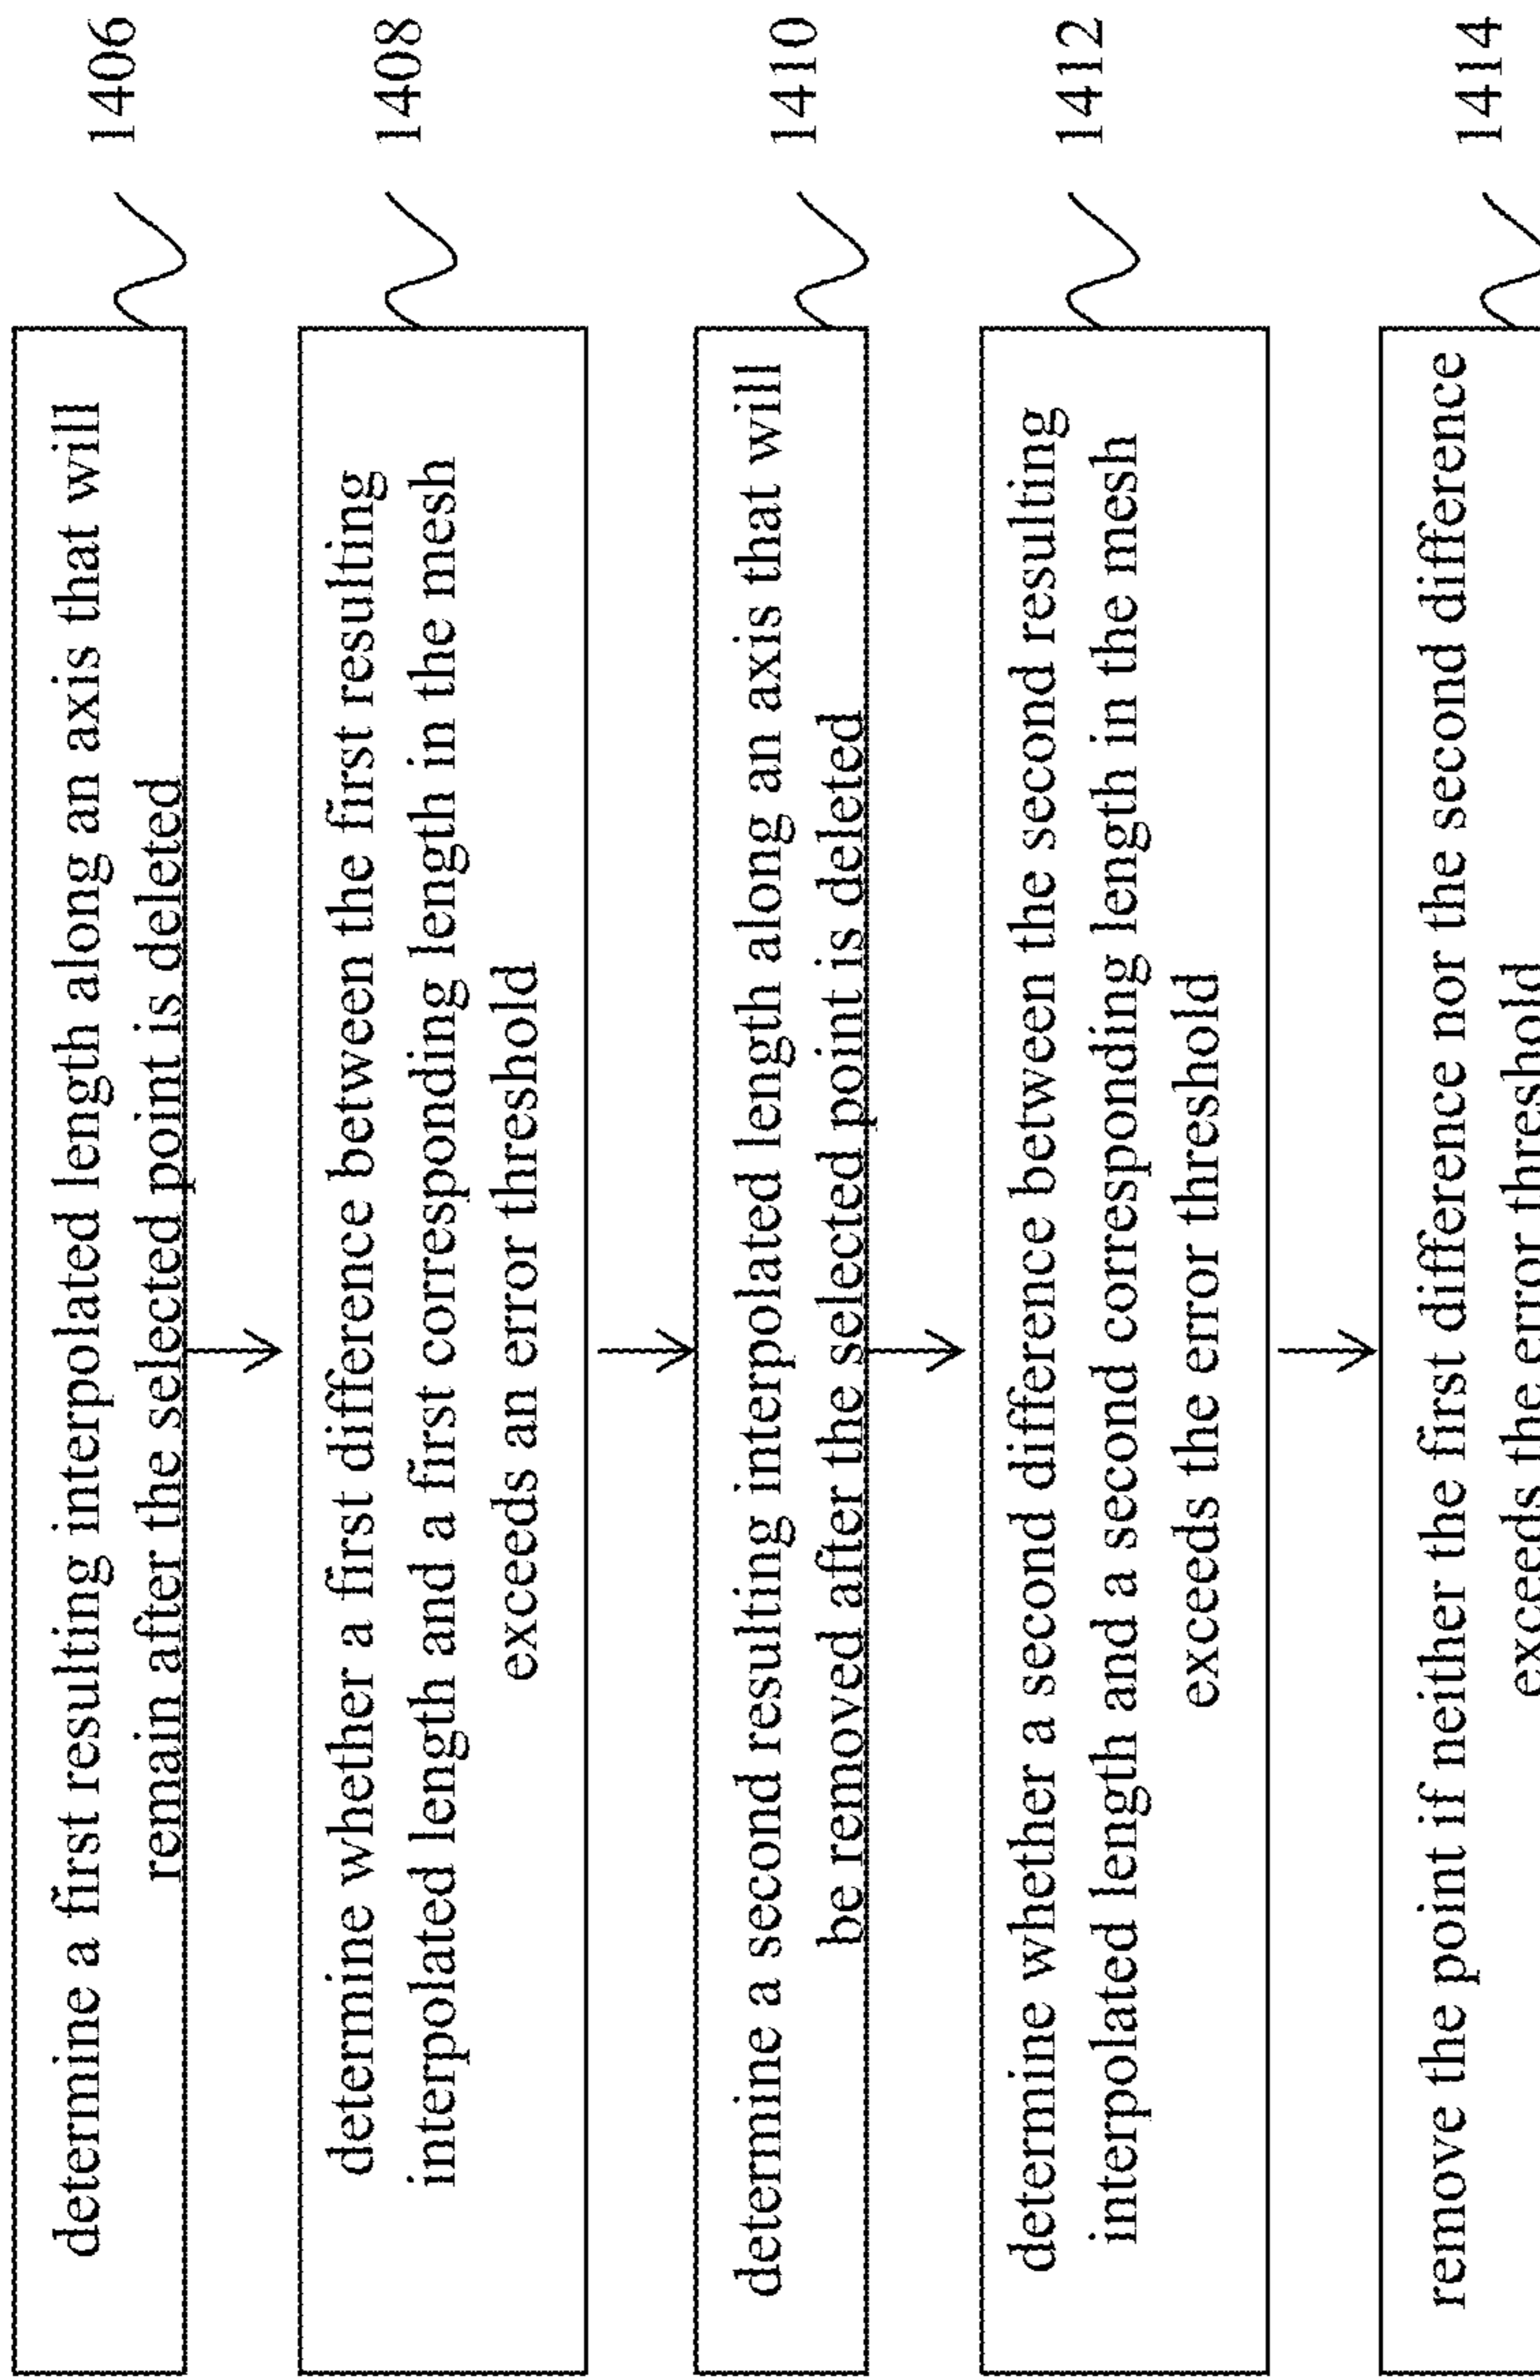 determine a first resulting interpolated length along an axis that will
remain after the selected point is deleted
1406
determine whether a first difference between the first resulting
interpolated length and a first corresponding length in the mesh
exceeds an error threshold
1408
determine a second resulting interpolated length along an axis that will
be removed after the selected point is deleted
1410
determine whether a second difference between the second resulting
interpolated length and a second corresponding length in the mesh
exceeds the error threshold
1412
remove the point if neither the first difference nor the second difference
exceeds the error threshold
1414